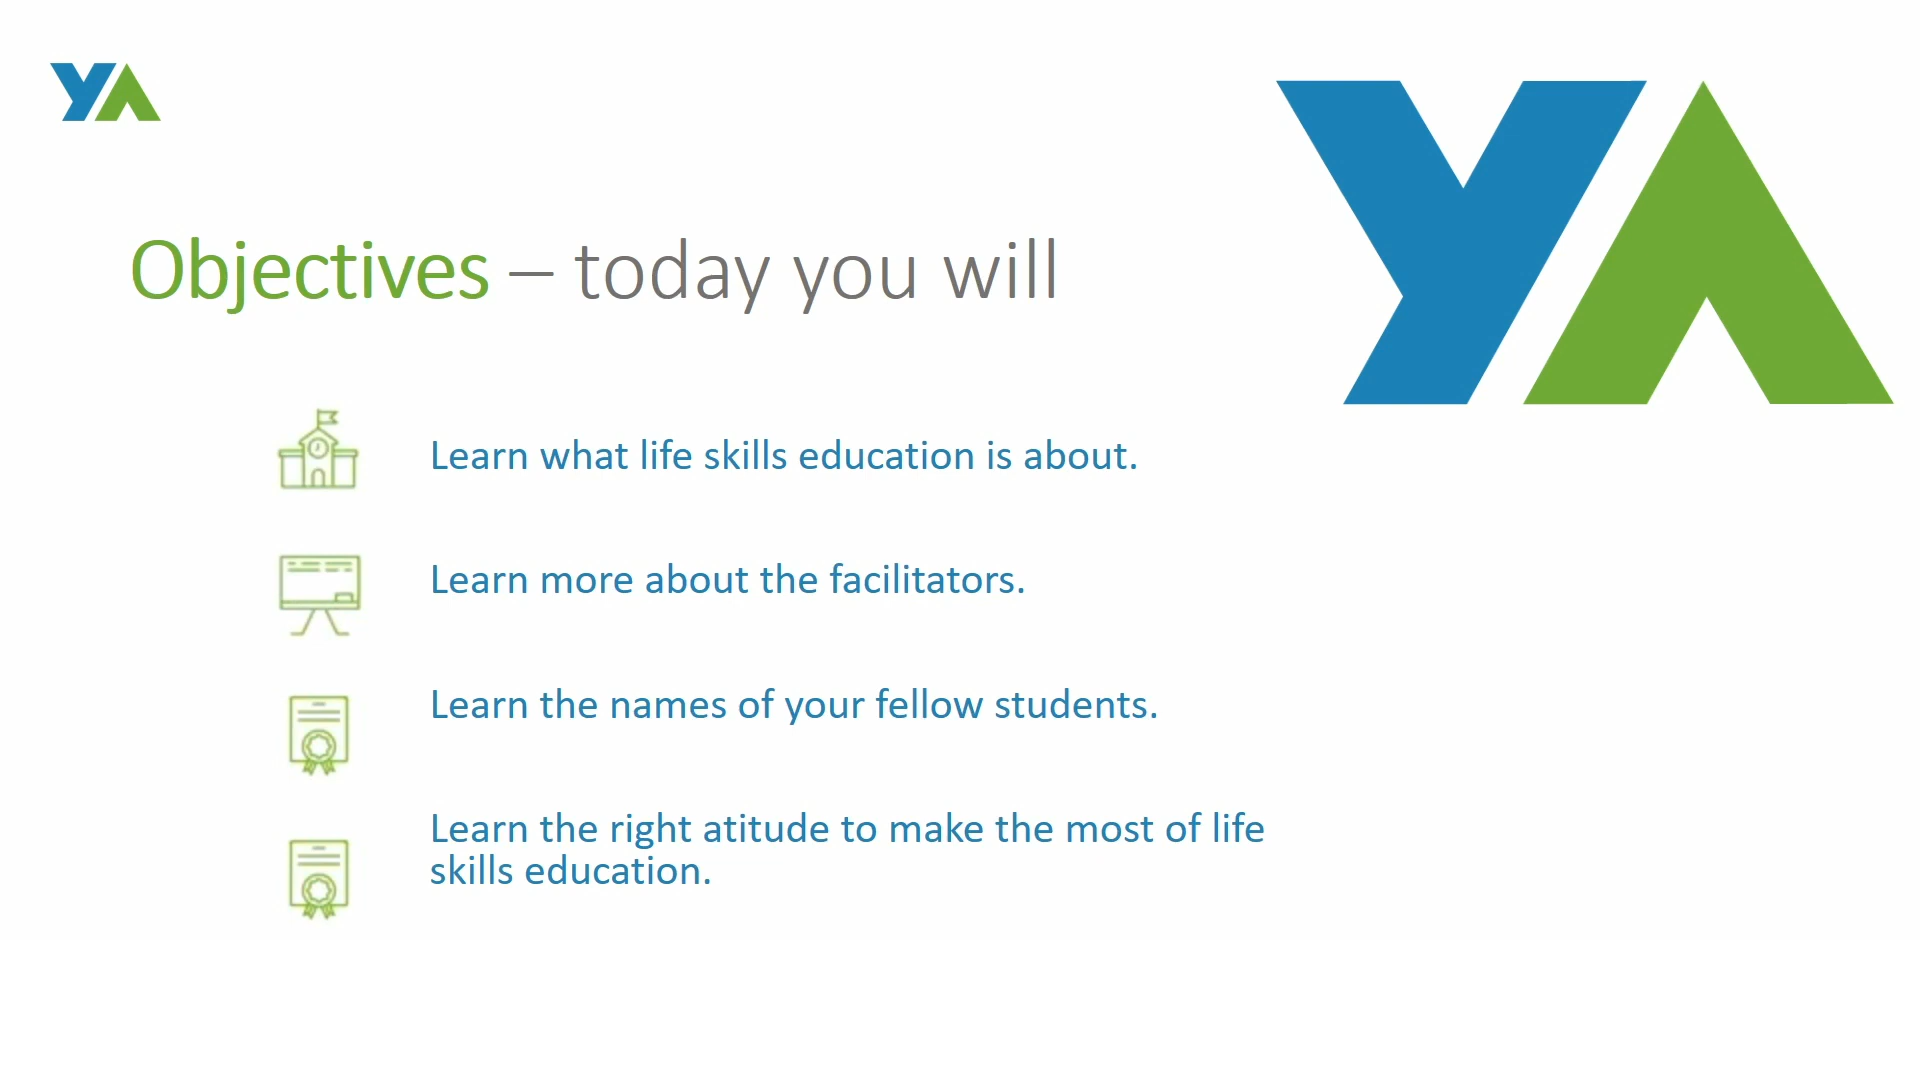 YA
YA
Objectives – today you will
Learn what life skills education is about.
Learn more about the facilitators.
Learn the names of your fellow students.
Learn the right atitude to make the most of life
skills education.